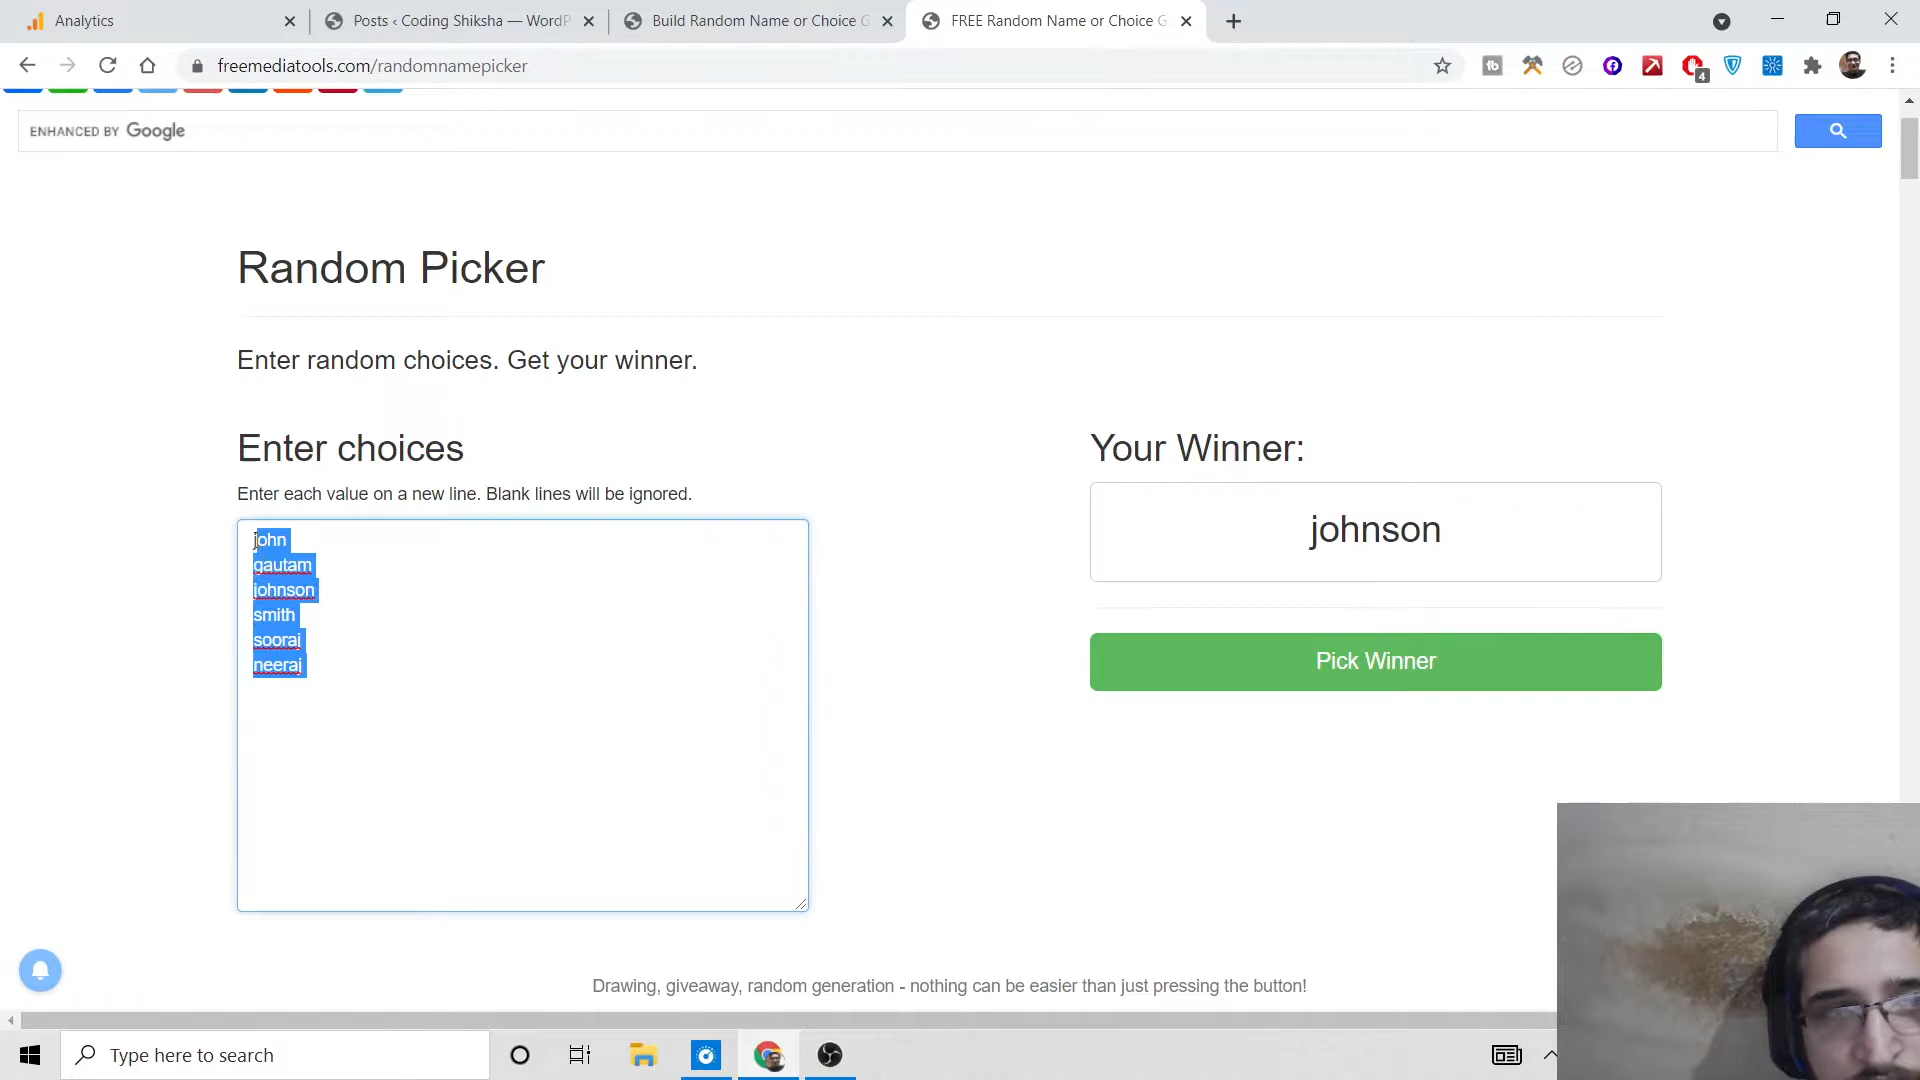 Analytics
Posts ‹ Coding Shiksha — WordP
Build Random Name or Choice G
FREE Random Name or Choice G
freemediatools.com/randomnamepicker
4
ENHANCED BY Google
Random Picker
Enter random choices. Get your winner.
Enter choices
Your Winner:
Enter each value on a new line. Blank lines will be ignored.
john
gautam
johnson
smith
sooraj
neeraj
johnson
Pick Winner
Drawing, giveaway, random generation - nothing can be easier than just pressing the button!
Type here to search